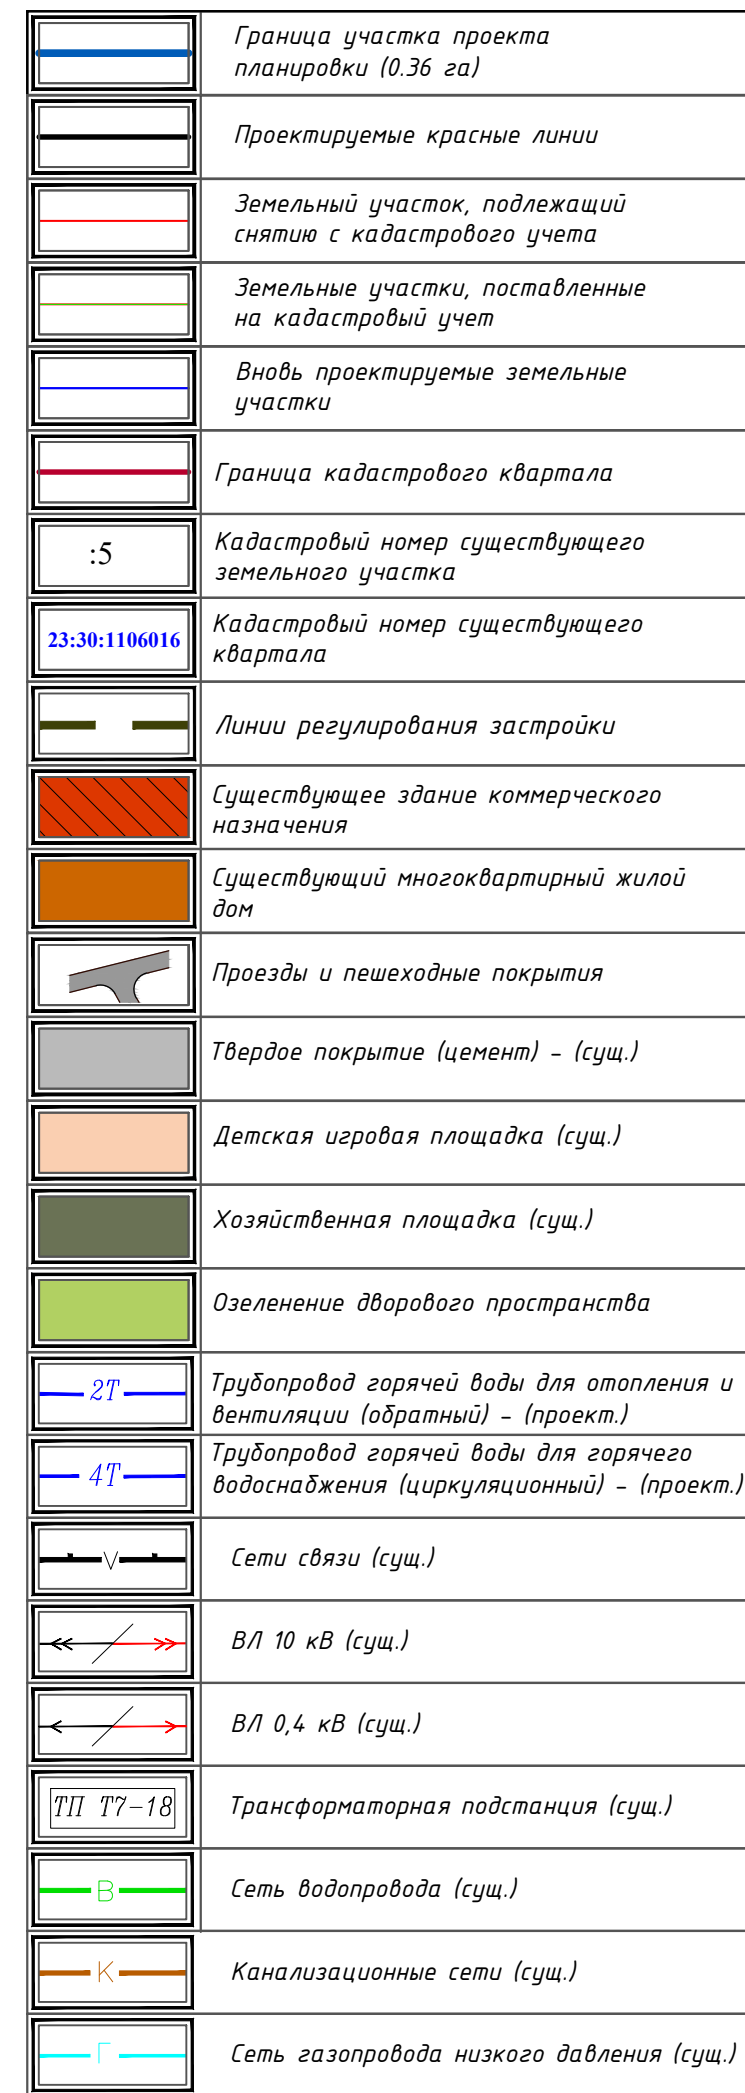 Граница участка проекта
планировки (0.36 га)
Проектируемые красные линии
Земельный участок, подлежащий
снятию с кадастрового учета
Земельные участки, поставленные
на кадастровый учет
Вновь проектируемые земельные
участки
Граница кадастрового квартала
:5
Кадастровый номер существующего
земельного участка
23:30:1106016
Кадастровый номер существующего
квартала
Линии регулирования застройки
Существующее здание коммерческого
назначения
Существующий многоквартирный жилой
дом
Проезды и пешеходные покрытия
Твердое покрытие (цемент) - (сущ.)
Детская игровая площадка (сущ.)
Хозяйственная площадка (сущ.)
Озеленение дворового пространства
2Т
Трубопровод горячей воды для отопления и
вентиляции (обратный) - (проект.)
4Т
Трубопровод горячей воды для горячего
водоснабжения (циркуляционный) - (проект.)
V
Сети связи (сущ.)
ВЛ 10 кВ (сущ.)
ВЛ 0,4 кВ (сущ.)
ТП Т7-18
Трансформаторная подстанция (сущ.)
В
Сеть водопровода (сущ.)
К
Канализационные сети (сущ.)
Г
Сеть газопровода низкого давления (сущ.)